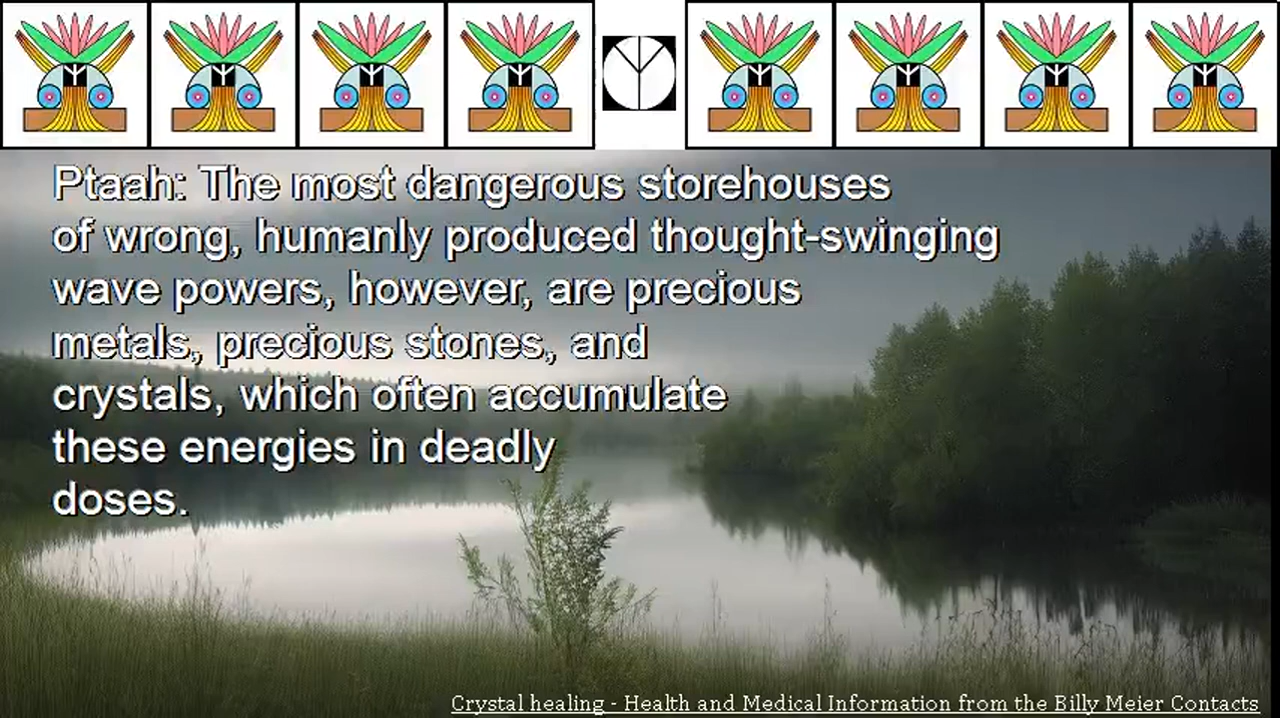 Ptaah: The most dangerous storehouses
of wrong, humanly produced thought-swinging
wave powers, however, are precious
metals, precious stones, and
crystals, which often accumulate
these energies in deadly
doses.
Crystal healing - Health and Medical Information from the Billy Meier Contacts